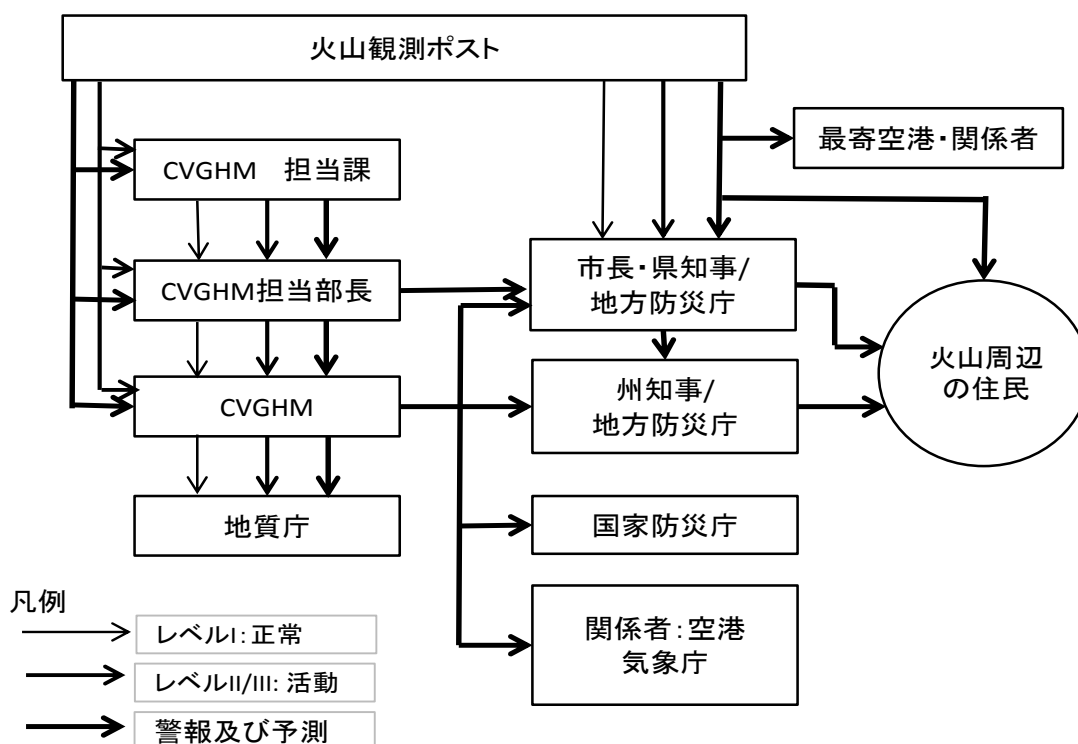 火山観測ポスト
最寄空港・関係者
CVGHM 担当課
市長・県知事/
地方防災庁
CVGHM担当部長
火山周辺
の住民
州知事/
地方防災庁
CVGHM
国家防災庁
地質庁
関係者：空港
気象庁
凡例
レベルI：正常
レベルII/III: 活動
警報及び予測